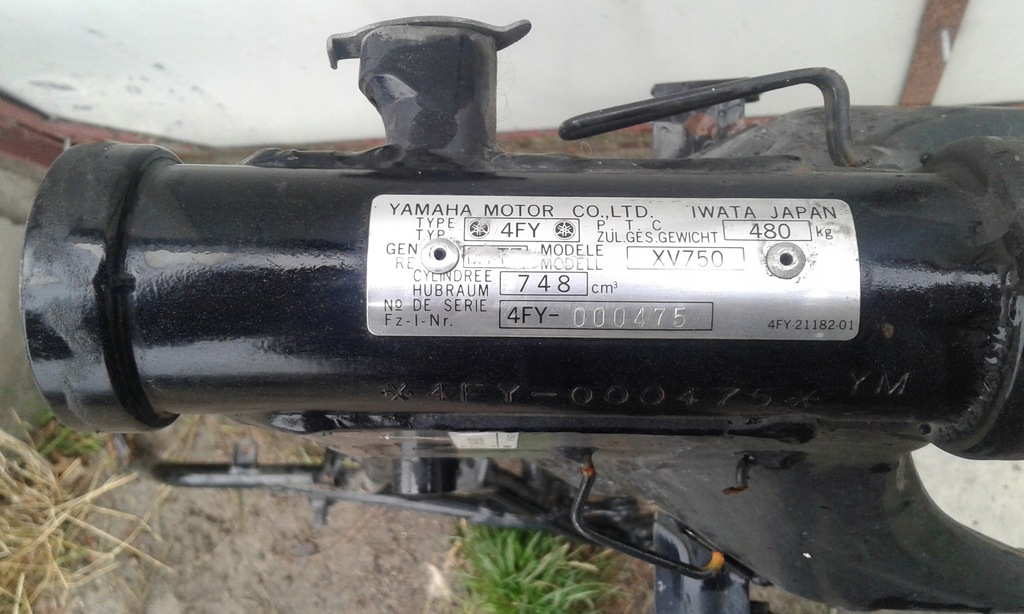 YAMAHA MOTOR CO.,LTD. IWATA JAPAN
TYPE 4FY P T C 480 kg
TYP ZUL.GES.GEWICHT
GEN MODELE XV750
RE MODELL
CYLINDREE 748 cm³
HUBRAUM
No DE SERIE 4FY-000475
Fz-I-Nr.
4FY-21182-01
*4FY-000475* YM